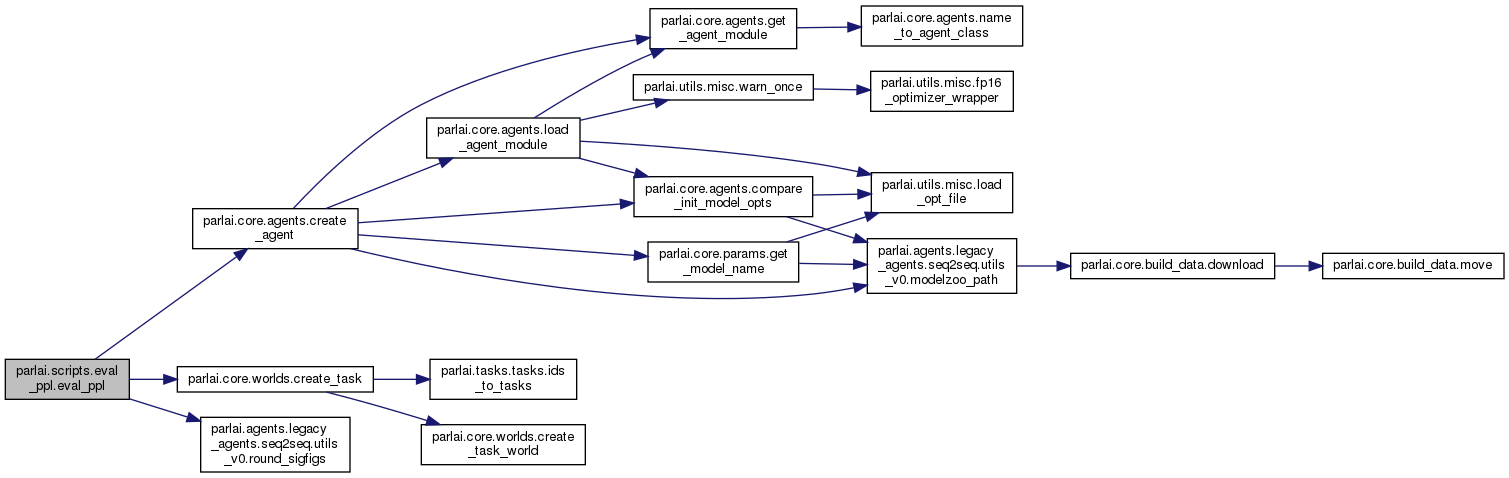 parlai.core.agents.get
_agent_module
parlai.core.agents.name
_to_agent_class
parlai.utils.misc.warn_once
parlai.utils.misc.fp16
_optimizer_wrapper
parlai.core.agents.load
_agent_module
parlai.core.agents.compare
_init_model_opts
parlai.utils.misc.load
_opt_file
parlai.core.agents.create
_agent
parlai.core.params.get
_model_name
parlai.agents.legacy
_agents.seq2seq.utils
_v0.modelzoo_path
parlai.core.build_data.download
parlai.core.build_data.move
parlai.scripts.eval
_ppl.eval_ppl
parlai.core.worlds.create_task
parlai.tasks.tasks.ids
_to_tasks
parlai.agents.legacy
_agents.seq2seq.utils
_v0.round_sigfigs
parlai.core.worlds.create
_task_world